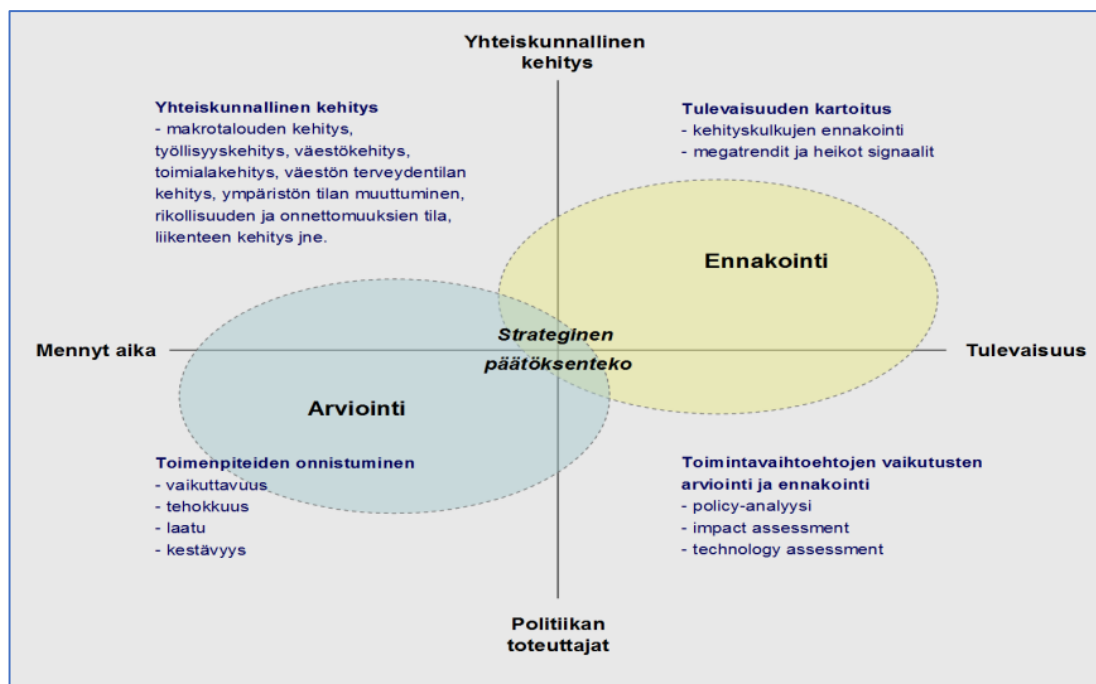 Yhteiskunnallinen
kehitys
Yhteiskunnallinen kehitys
- makrotalouden kehitys,
työllisyyskehitys, väestökehitys,
toimialakehitys, väestön terveydentilan
kehitys, ympäristön tilan muuttuminen,
rikollisuuden ja onnettomuuksien tila,
liikenteen kehitys jne.
Tulevaisuuden kartoitus
- kehityskulkujen ennakointi
- megatrendit ja heikot signaalit
Ennakointi
Strateginen
päätöksenteko
Mennyt aika
Tulevaisuus
Arviointi
Toimenpiteiden onnistuminen
- vaikuttavuus
- tehokkuus
- laatu
- kestävyys
Toimintavaihtoehtojen vaikutusten
arviointi ja ennakointi
- policy-analyysi
- impact assessment
- technology assessment
Politiikan
toteuttajat